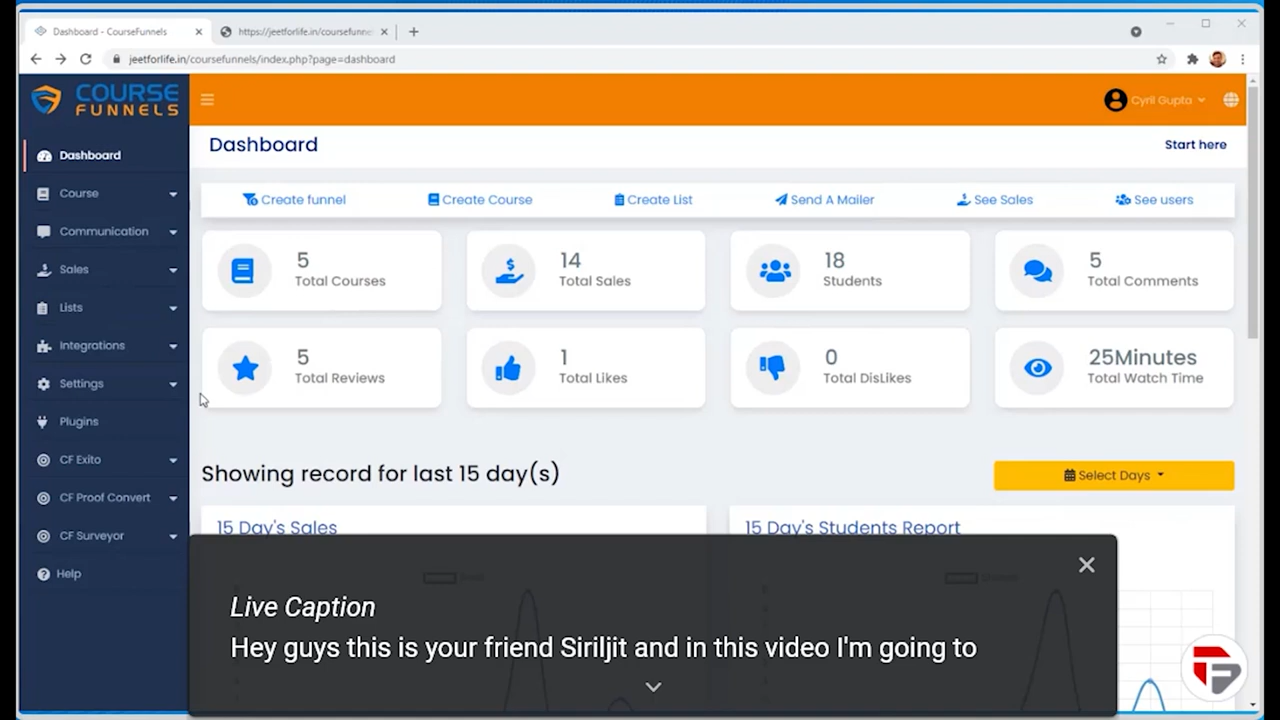 Dashboard - CourseFunnels
https://jeetforlife.in/coursefunne
jeetforlife.in/coursefunnels/index.php?page=dashboard
COURSE
FUNNELS
Cyril Gupta
Dashboard
Start here
Dashboard
Course
Communication
Sales
Lists
Integrations
Settings
Plugins
CF Exito
CF Proof Convert
CF Surveyor
Help
Create funnel
Create Course
Create List
Send A Mailer
See Sales
See users
5
Total Courses
14
Total Sales
18
Students
5
Total Comments
5
Total Reviews
1
Total Likes
0
Total DisLikes
25Minutes
Total Watch Time
Showing record for last 15 day(s)
Select Days
15 Day's Sales
15 Day's Students Report
Live Caption
Hey guys this is your friend Siriljit and in this video I'm going to